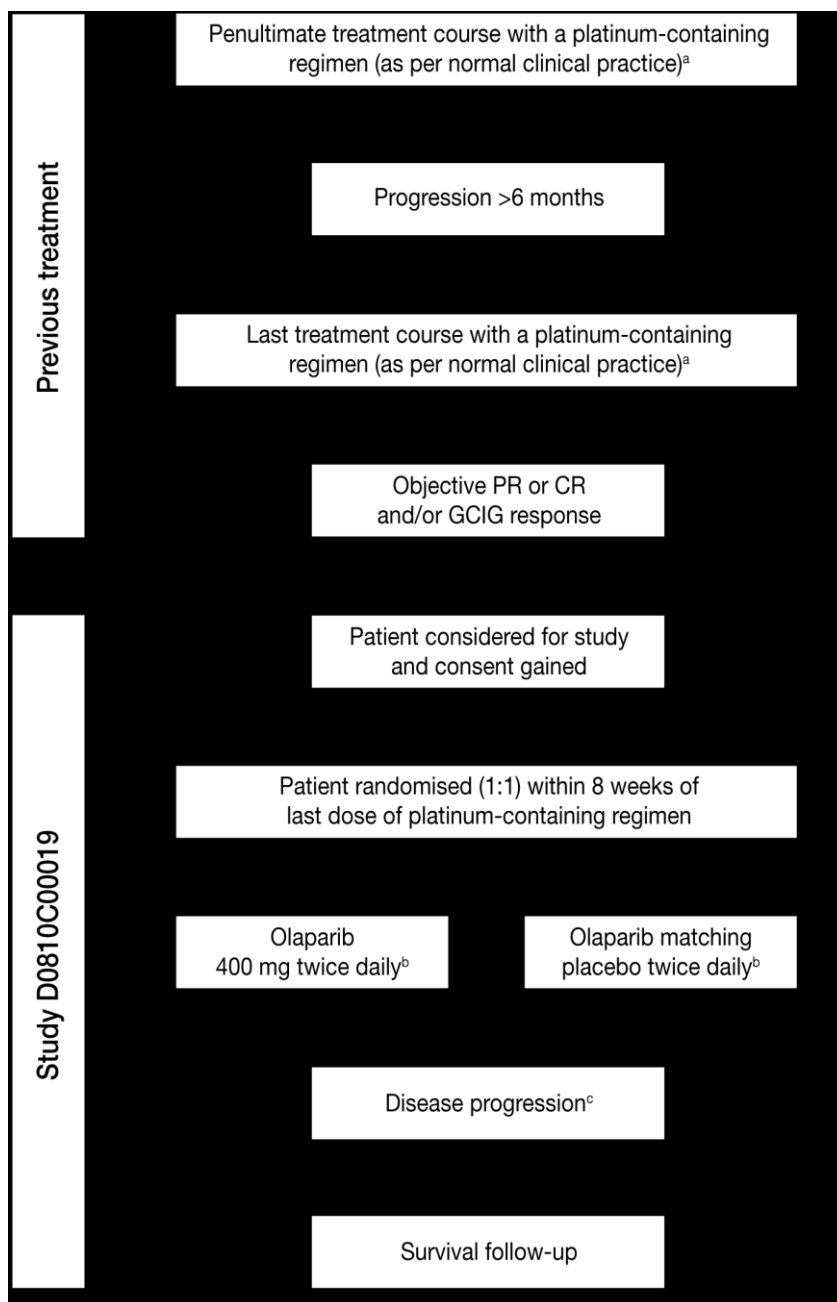 Previous treatment
Penultimate treatment course with a platinum-containing
regimen (as per normal clinical practice)ᵃ
Progression >6 months
Last treatment course with a platinum-containing
regimen (as per normal clinical practice)ᵃ
Objective PR or CR
and/or GCIG response
Study D0810C00019
Patient considered for study
and consent gained
Patient randomised (1:1) within 8 weeks of
last dose of platinum-containing regimen
Olaparib
400 mg twice dailyᵇ
Olaparib matching
placebo twice dailyᵇ
Disease progressionᶜ
Survival follow-up